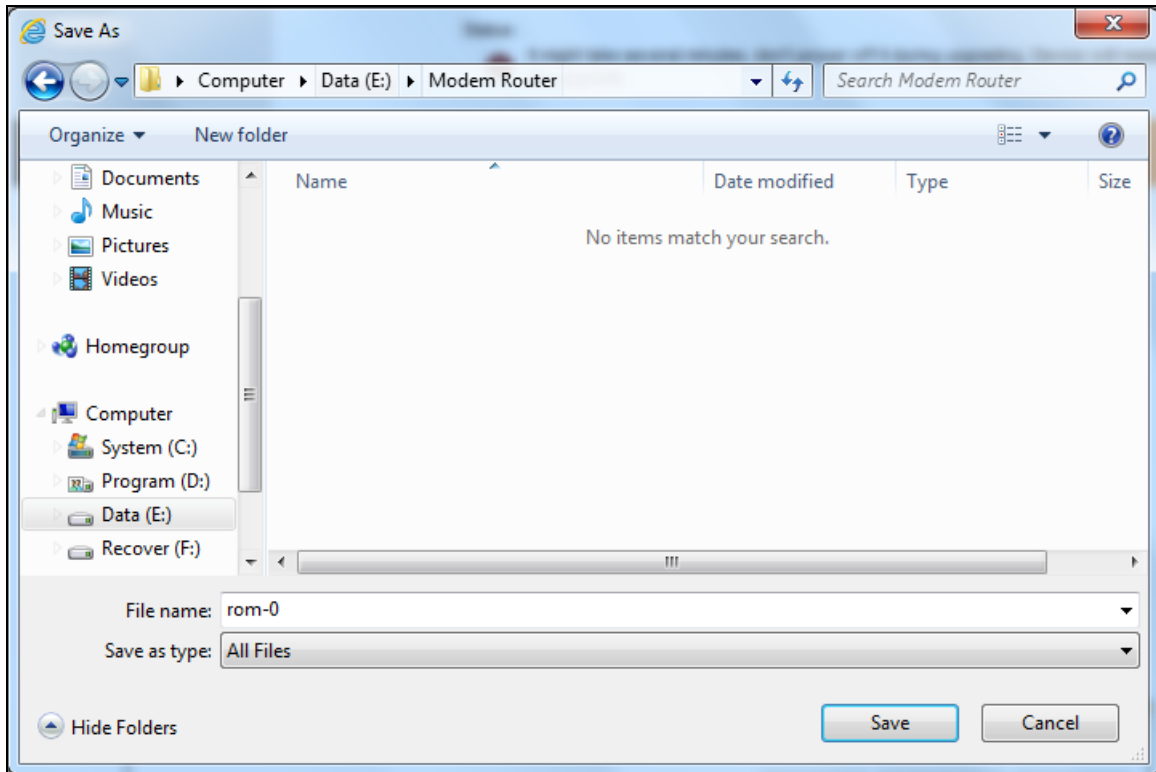 Save As
Computer Data (E:) Modem Router
Search Modem Router
Organize New folder
Name Date modified Type Size
No items match your search.
Documents
Music
Pictures
Videos
Homegroup
Computer
System (C:)
Program (D:)
Data (E:)
Recover (F:)
File name: rom-0
Save as type: All Files
Hide Folders
Save Cancel